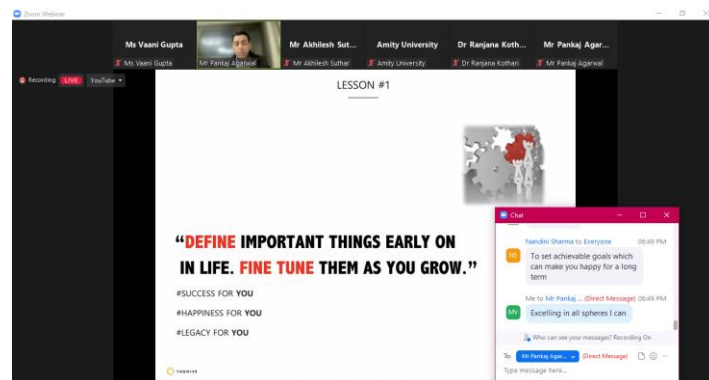 Zoom Webinar
Ms Vaani Gupta
Mr Akhilesh Sut...
Amity University
Dr Ranjana Koth...
Mr Pankaj Agar...
Ms Vaani Gupta
Mr Pankaj Agarwal
Mr Akhilesh Suthar
Amity University
Dr Ranjana Kothari
Mr Pankaj Agarwal
Recording LIVE YouTube
LESSON #1
“DEFINE IMPORTANT THINGS EARLY ON
IN LIFE. FINE TUNE THEM AS YOU GROW.”
#SUCCESS FOR YOU
#HAPPINESS FOR YOU
#LEGACY FOR YOU
Chat
Nandini Sharma to Everyone 06:49 PM
NS
To set achievable goals which
can make you happy for a long
term
Me to Mr Pankaj ... (Direct Message) 06:49 PM
MV
Excelling in all spheres I can
Who can see your messages? Recording On
To: Mr Pankaj Agar... (Direct Message)
Type message here...